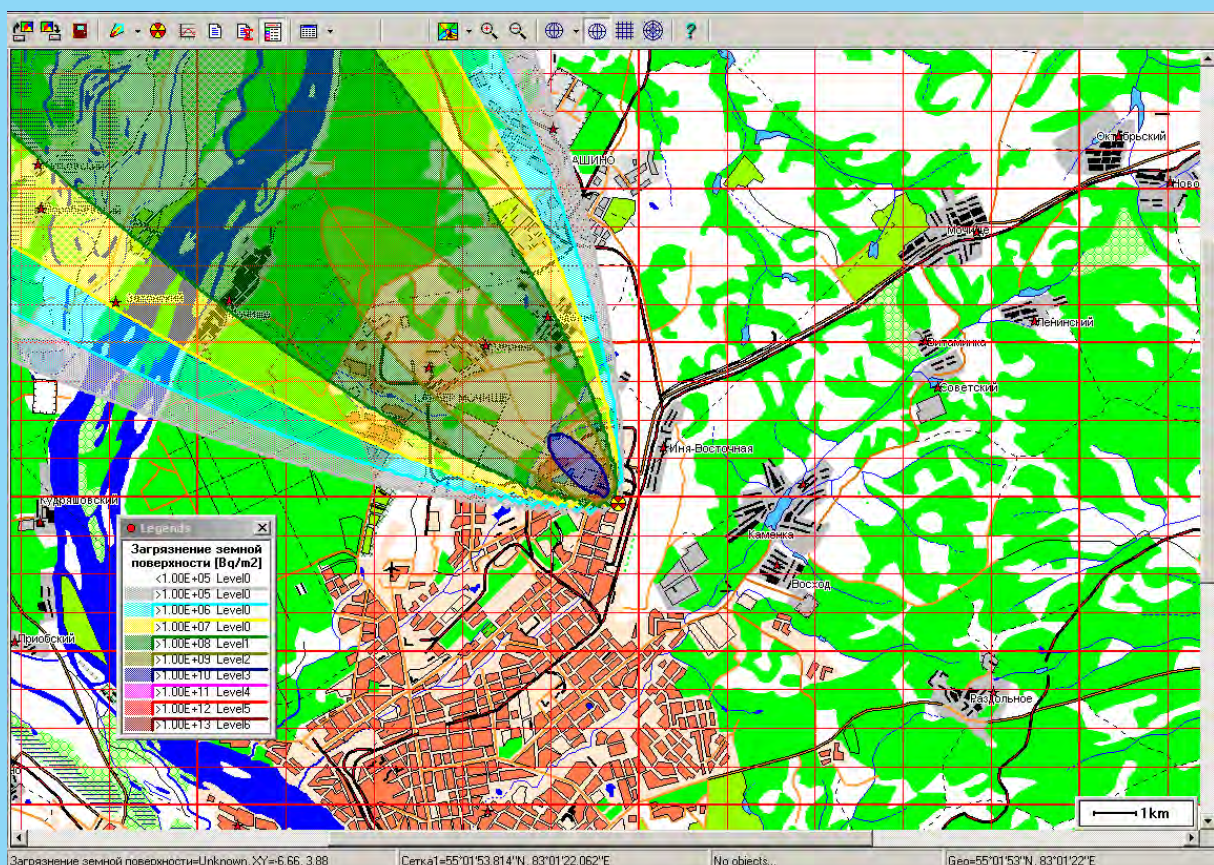 ?
Октябрьский
АШИНО
Ново
Мочище
Ленинский
Витаминка
Советский
Мочище
КАРЬЕР МОЧИЩЕ
Иня-Восточная
Кудряшовский
Каменка
Восход
Приобский
Раздольное
Legends
Загрязнение земной
поверхности [Bq/m2]
<1.00E+05 Level0
>1.00E+05 Level0
>1.00E+06 Level0
>1.00E+07 Level0
>1.00E+08 Level1
>1.00E+09 Level2
>1.00E+10 Level3
>1.00E+11 Level4
>1.00E+12 Level5
>1.00E+13 Level6
1km
Загрязнение земной поверхности=Unknown, XY=-6.66, 3.88
Сетка1=55°01'53.814''N, 83°01'22.062''E
No objects...
Geo=55°01'53''N, 83°01'22''E